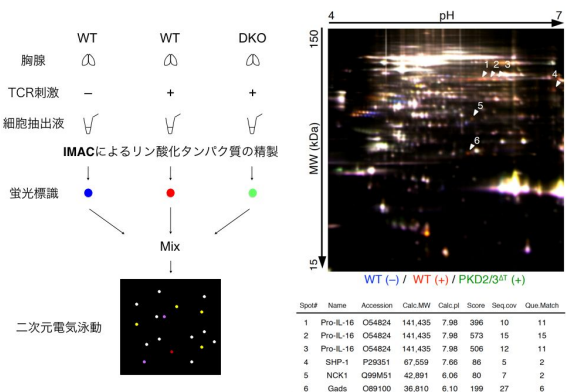 WT WT DKO
胸腺
TCR刺激 – + +
細胞抽出液
IMACによるリン酸化タンパク質の精製
蛍光標識
Mix
二次元電気泳動
4 pH 7
150
MW (kDa)
15
1 2 3
4
5
6
WT (–) / WT (+) / PKD2/3ΔT (+)
Spot# Name Accession Calc.MW Calc.pI Score Seq.cov Que.Match
1 Pro-IL-16 O54824 141,435 7.98 396 10 11
2 Pro-IL-16 O54824 141,435 7.98 573 15 15
3 Pro-IL-16 O54824 141,435 7.98 506 12 11
4 SHP-1 P29351 67,559 7.66 86 5 2
5 NCK1 Q99M51 42,891 6.06 80 7 2
6 Gads O89100 36,810 6.10 199 27 6